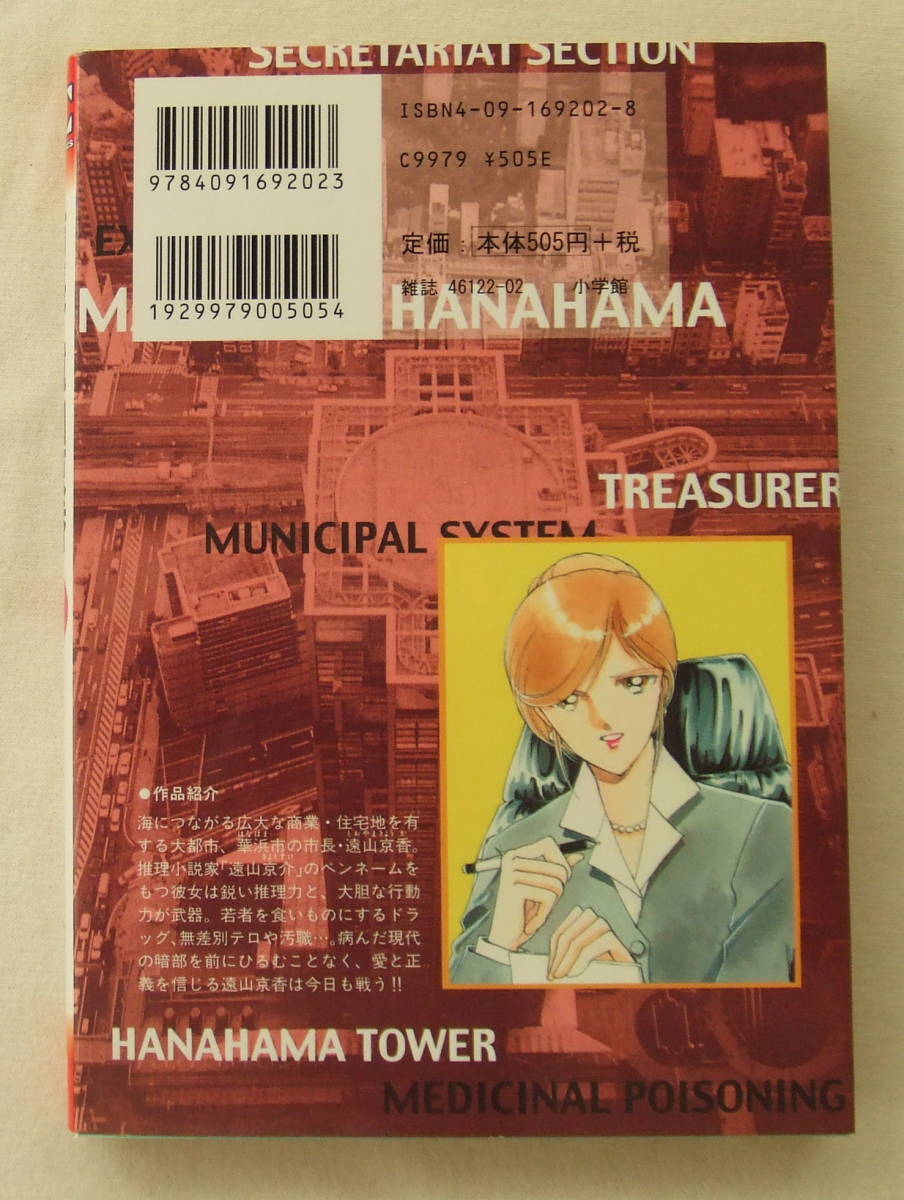 SECRETARIAT SECTION
ISBN4-09-169202-8
C9979 ¥505E
9784091692023
定価：本体505円＋税
雑誌 46122-02 小学館
1929979005054
HANAHAMA
TREASURER
MUNICIPAL SYSTEM
●作品紹介
海につながる広大な商業・住宅地を有
する大都市、華浜市の市長・遠山京香。
推理小説家「遠山京介」のペンネームを
もつ彼女は鋭い推理力と、大胆な行動
力が武器。若者を食いものにするドラ
ッグ、無差別テロや汚職…。病んだ現代
の暗部を前にひるむことなく、愛と正
義を信じる遠山京香は今日も戦う!!
HANAHAMA TOWER
MEDICINAL POISONING